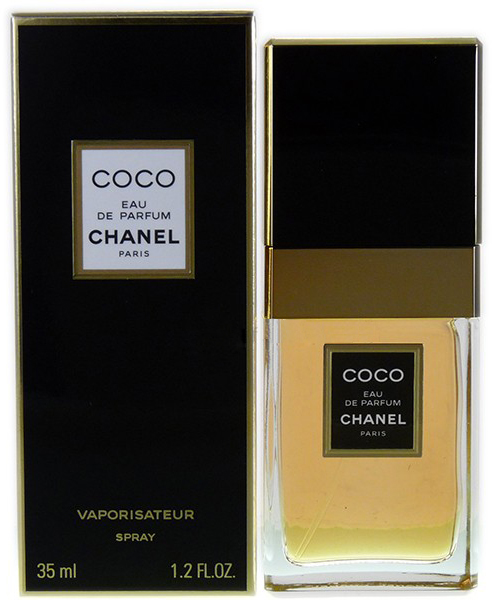 COCO
EAU
DE PARFUM
CHANEL
PARIS
VAPORISATEUR
SPRAY
35 ml 1.2 FL.OZ.
COCO
EAU
DE PARFUM
CHANEL
PARIS